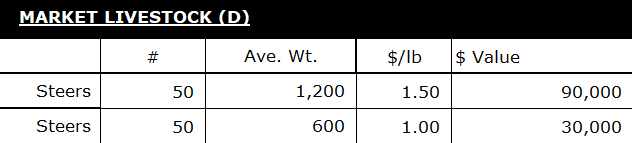 MARKET LIVESTOCK (D)
# Ave. Wt. $/lb $ Value
Steers 50 1,200 1.50 90,000
Steers 50 600 1.00 30,000